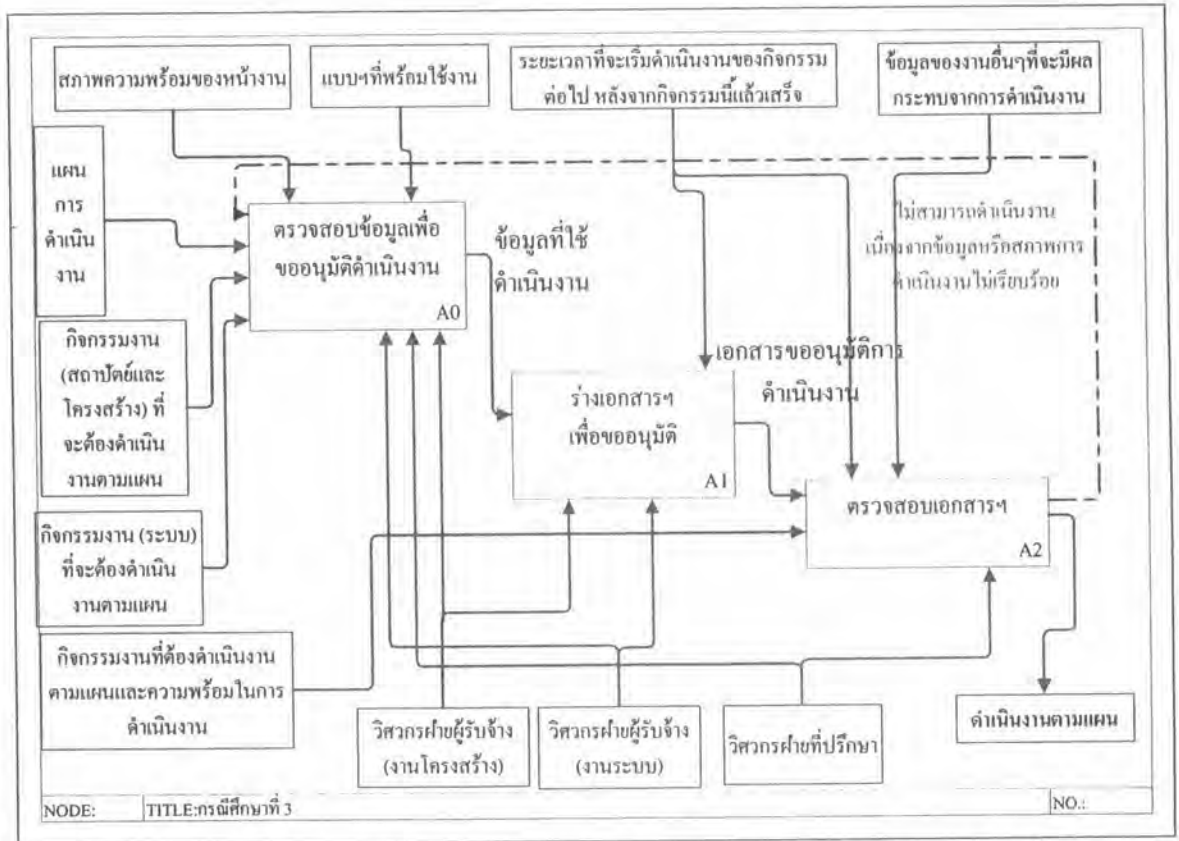 สภาพความพร้อมของหน้างาน
แบบฯที่พร้อมใช้งาน
ระยะเวลาที่จะเริ่มดำเนินงานของกิจกรรม
ต่อไป หลังจากกิจกรรมนี้แล้วเสร็จ
ข้อมูลของงานอื่นๆที่จะมีผล
กระทบจากการดำเนินงาน
แผน
การ
ดำเนิน
งาน
ตรวจสอบข้อมูลเพื่อ
ขออนุมัติดำเนินงาน
A0
ข้อมูลที่ใช้
ดำเนินงาน
ไม่สามารถดำเนินงาน
เนื่องจากข้อมูลหรือสภาพการ
ดำเนินงานไม่เรียบร้อย
กิจกรรมงาน
(สถาปัตย์และ
โครงสร้าง) ที่
จะต้องดำเนิน
งานตามแผน
เอกสารขออนุมัติการ
ดำเนินงาน
ร่างเอกสารฯ
เพื่อขออนุมัติ
A1
ตรวจสอบเอกสารฯ
A2
กิจกรรมงาน (ระบบ)
ที่จะต้องดำเนิน
งานตามแผน
กิจกรรมงานที่ต้องดำเนินงาน
ตามแผนและความพร้อมในการ
ดำเนินงาน
วิศวกรฝ่ายผู้รับจ้าง
(งานโครงสร้าง)
วิศวกรฝ่ายผู้รับจ้าง
(งานระบบ)
วิศวกรฝ่ายที่ปรึกษา
ดำเนินงานตามแผน
NODE:
TITLE:กรณีศึกษาที่ 3
NO.: